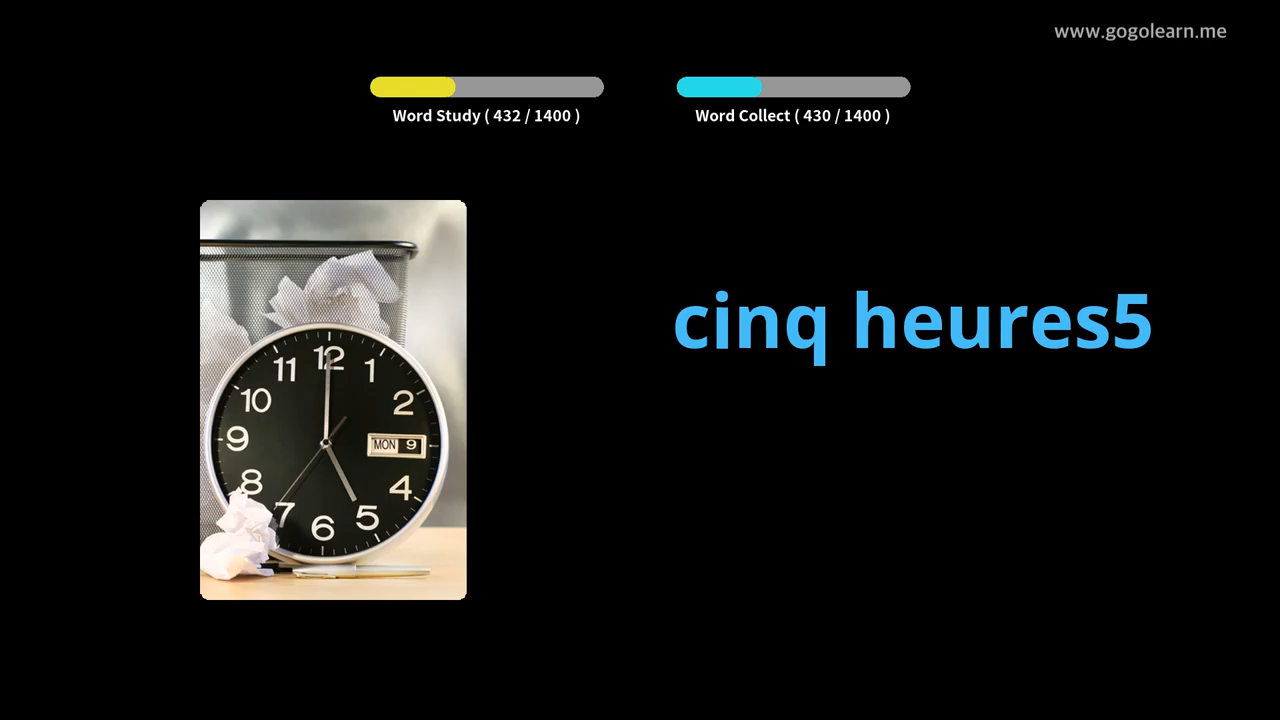 www.gogolearn.me
Word Study ( 432 / 1400 )
Word Collect ( 430 / 1400 )
cinq heures5
12
11
1
10
2
9
MON 9
8
4
7
5
6